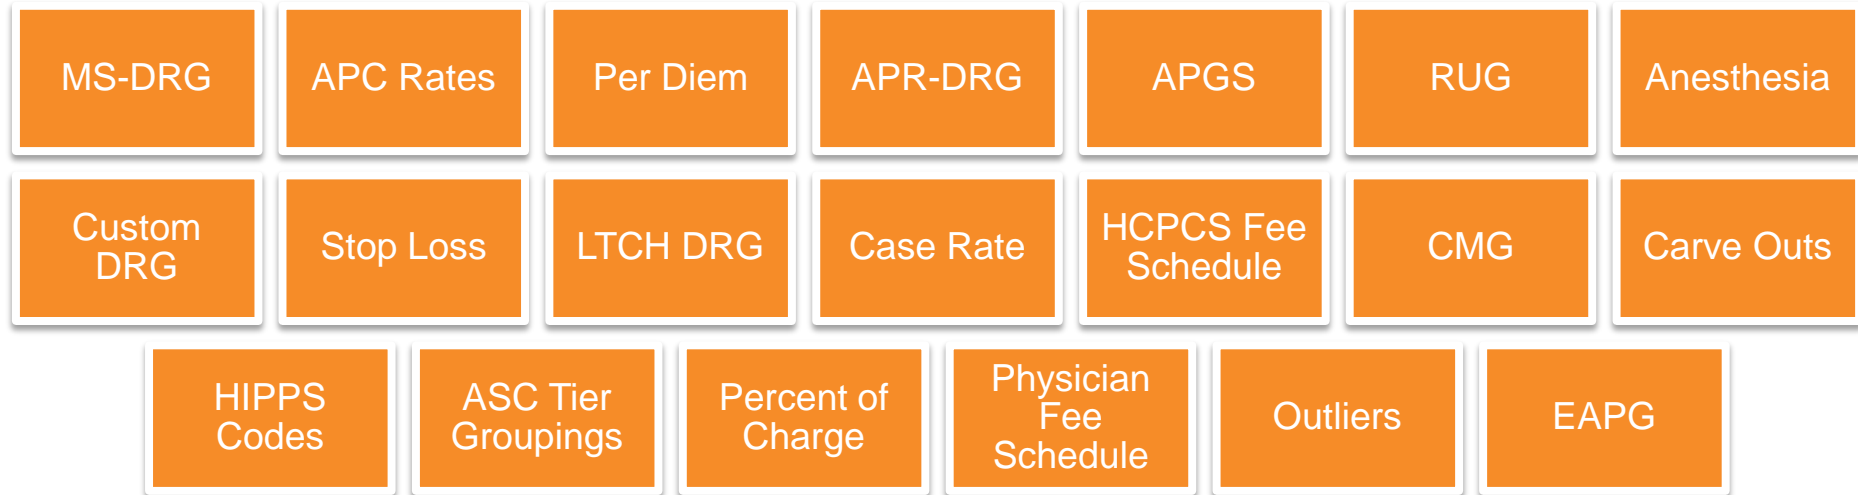 MS-DRG
APC Rates
Per Diem
APR-DRG
APGS
RUG
Anesthesia
Custom
DRG
Stop Loss
LTCH DRG
Case Rate
HCPCS Fee
Schedule
CMG
Carve Outs
HIPPS
Codes
ASC Tier
Groupings
Percent of
Charge
Physician
Fee
Schedule
Outliers
EAPG